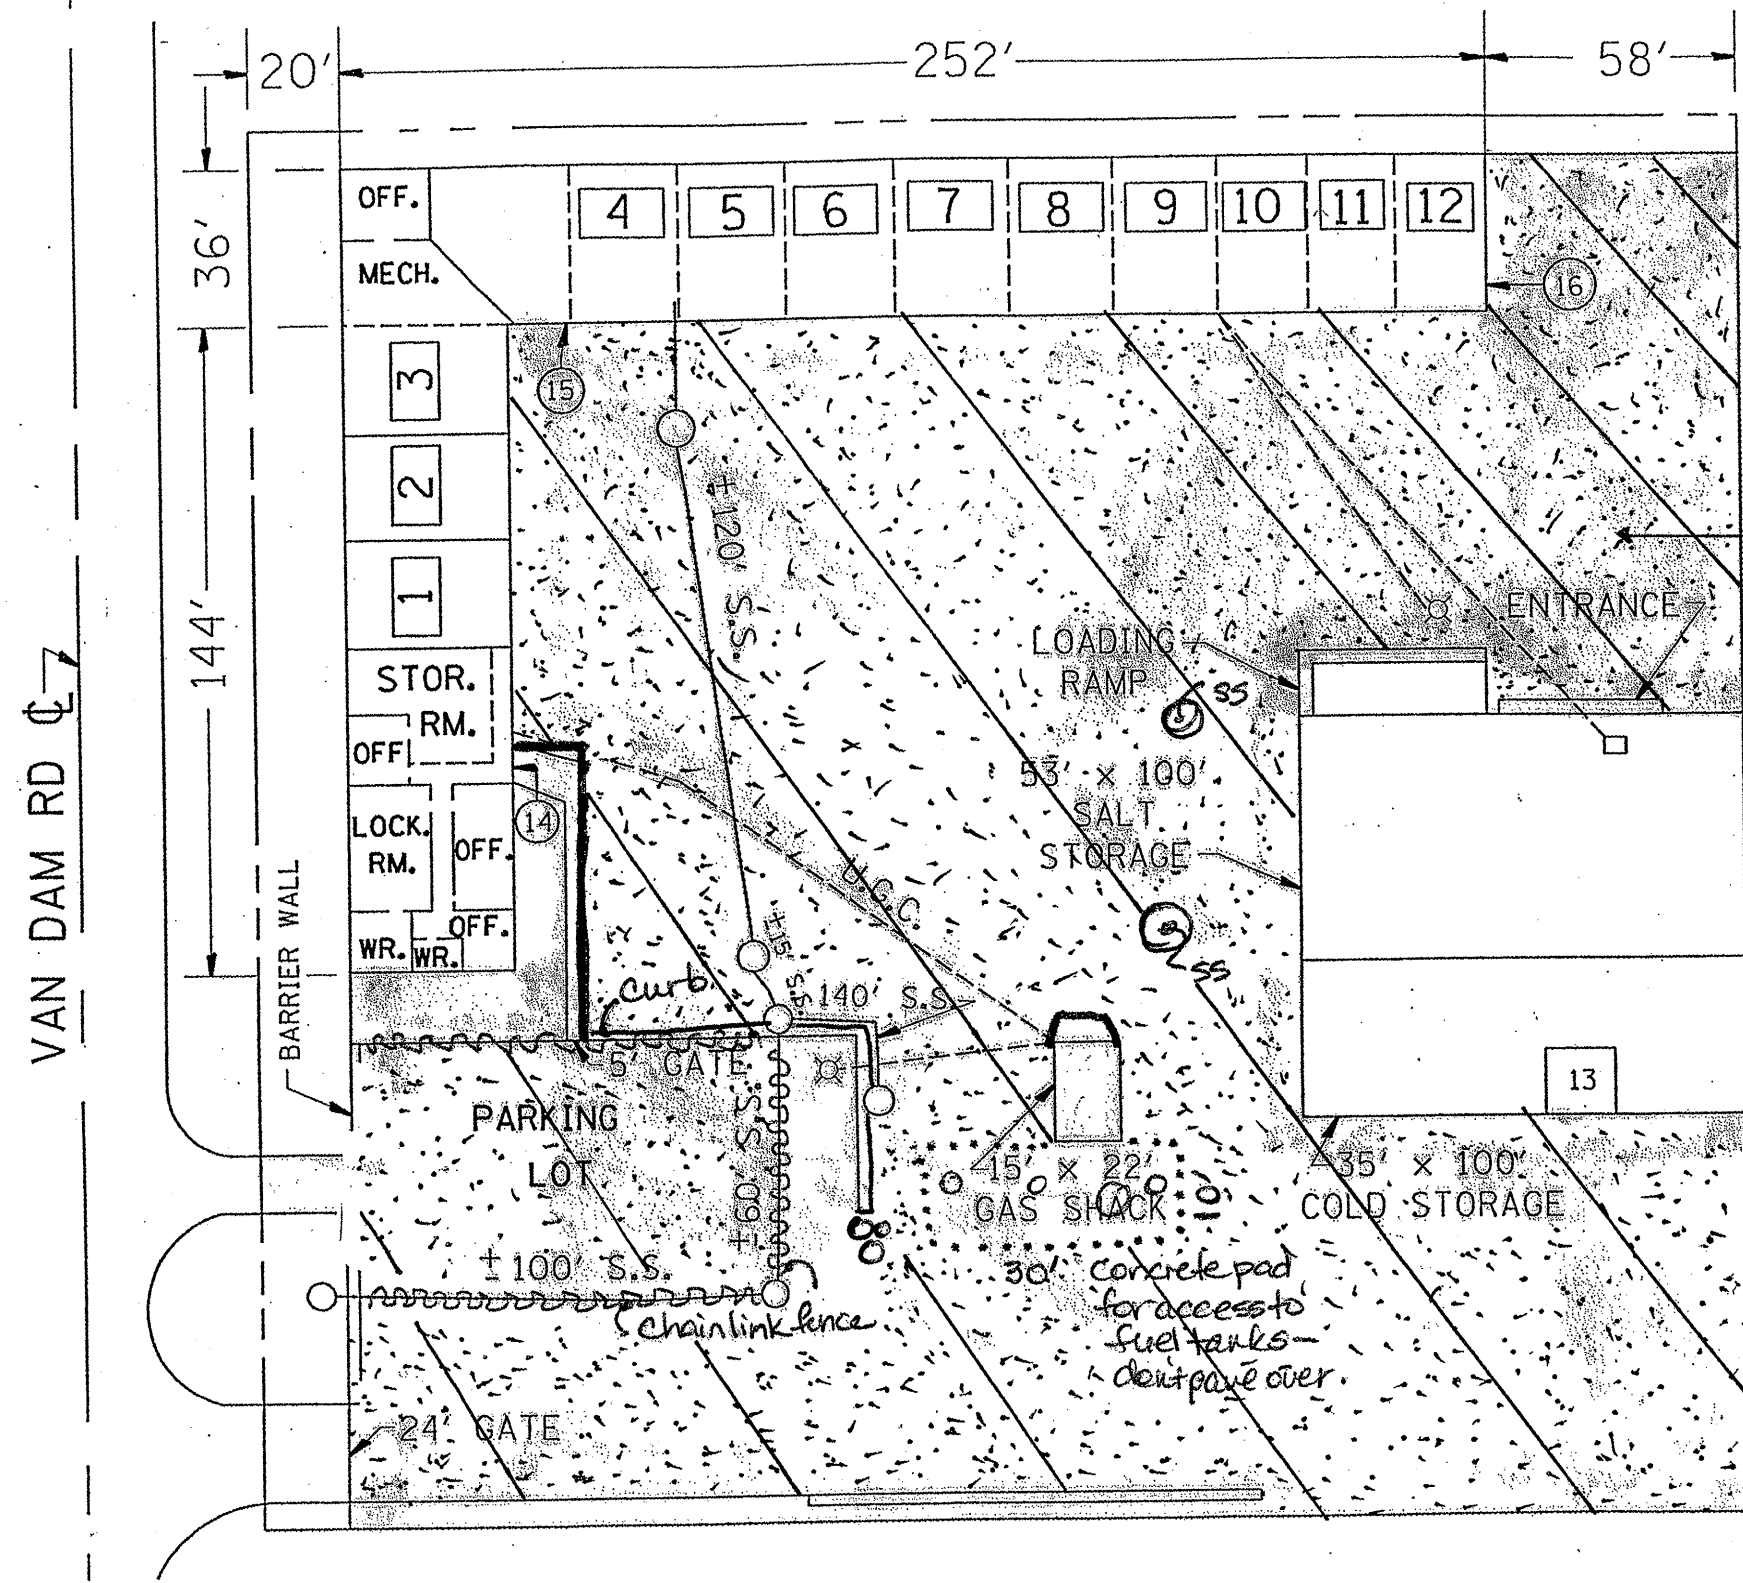 20'
252'
58'
36'
144'
OFF.
MECH.
4
5
6
7
8
9
10
11
12
16
15
3
2
1
± 120' S.S.
ENTRANCE
LOADING
RAMP
SS
STOR.
RM.
OFF
53' × 100'
SALT
STORAGE
14
LOCK.
RM.
OFF.
U.G.C.
OFF.
WR.
WR.
VAN DAM RD ℄
BARRIER WALL
SS
±15' S.S.
curb
140' S.S.
5' GATE
13
PARKING
LOT
±60' S.S.
15' × 22'
GAS SHACK
10'
35' × 100'
COLD STORAGE
± 100' S.S.
30' concrete pad
for access to
fuel tanks—
don't pave over.
chainlink fence
24' GATE